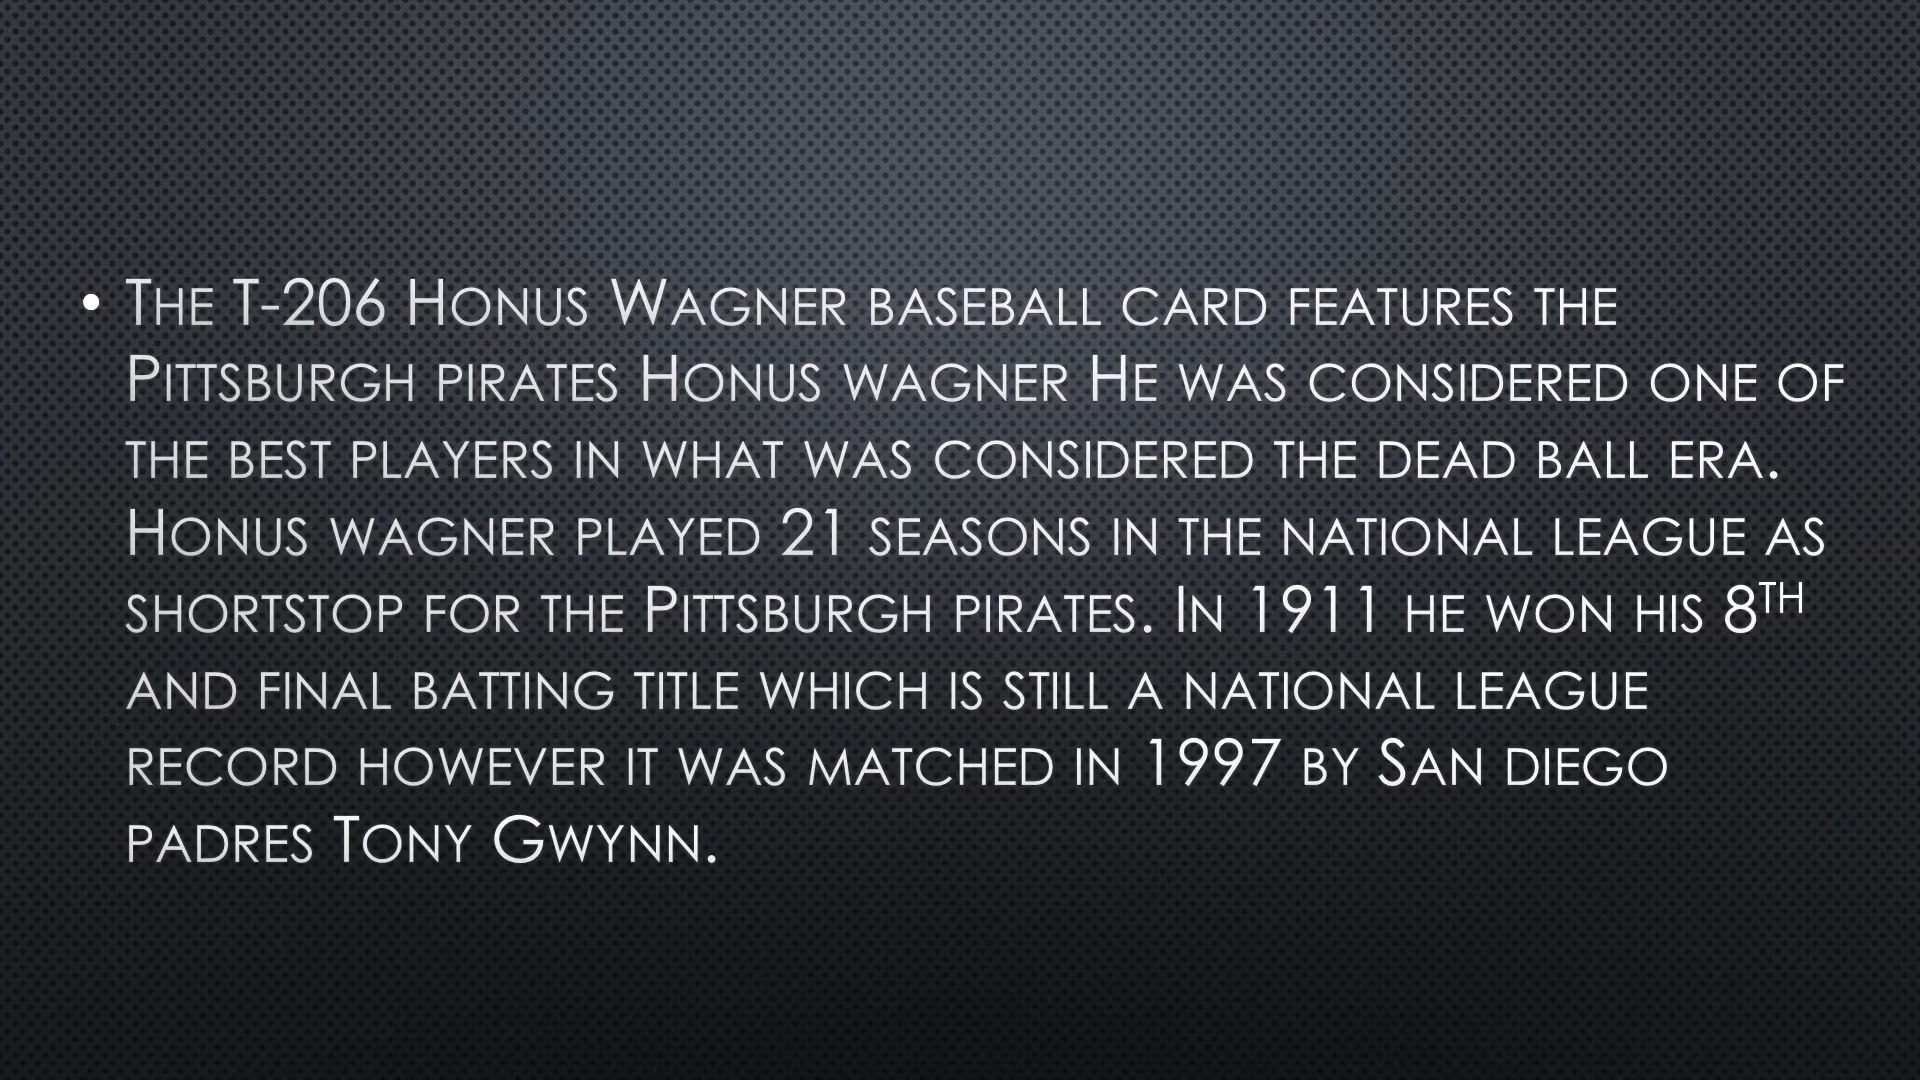 • The T-206 Honus Wagner baseball card features the
Pittsburgh pirates Honus wagner He was considered one of
the best players in what was considered the dead ball era.
Honus wagner played 21 seasons in the national league as
shortstop for the Pittsburgh pirates. In 1911 he won his 8th
and final batting title which is still a national league
record however it was matched in 1997 by San diego
padres Tony Gwynn.